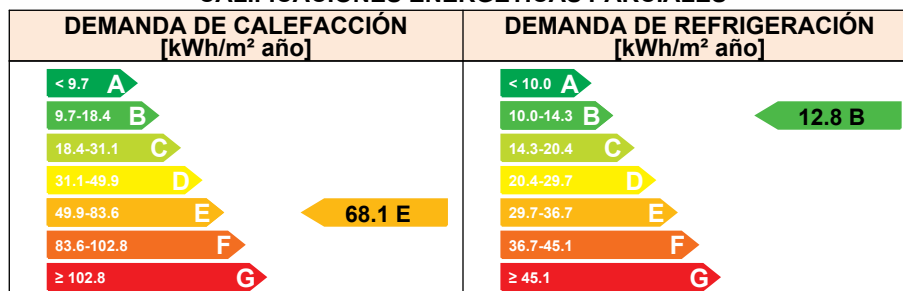 CALIFICACIONES ENERGÉTICAS PARCIALES
DEMANDA DE CALEFACCIÓN
[kWh/m² año]
DEMANDA DE REFRIGERACIÓN
[kWh/m² año]
< 9.7 A
9.7-18.4 B
18.4-31.1 C
31.1-49.9 D
49.9-83.6 E
68.1 E
83.6-102.8 F
≥ 102.8 G
< 10.0 A
10.0-14.3 B
12.8 B
14.3-20.4 C
20.4-29.7 D
29.7-36.7 E
36.7-45.1 F
≥ 45.1 G